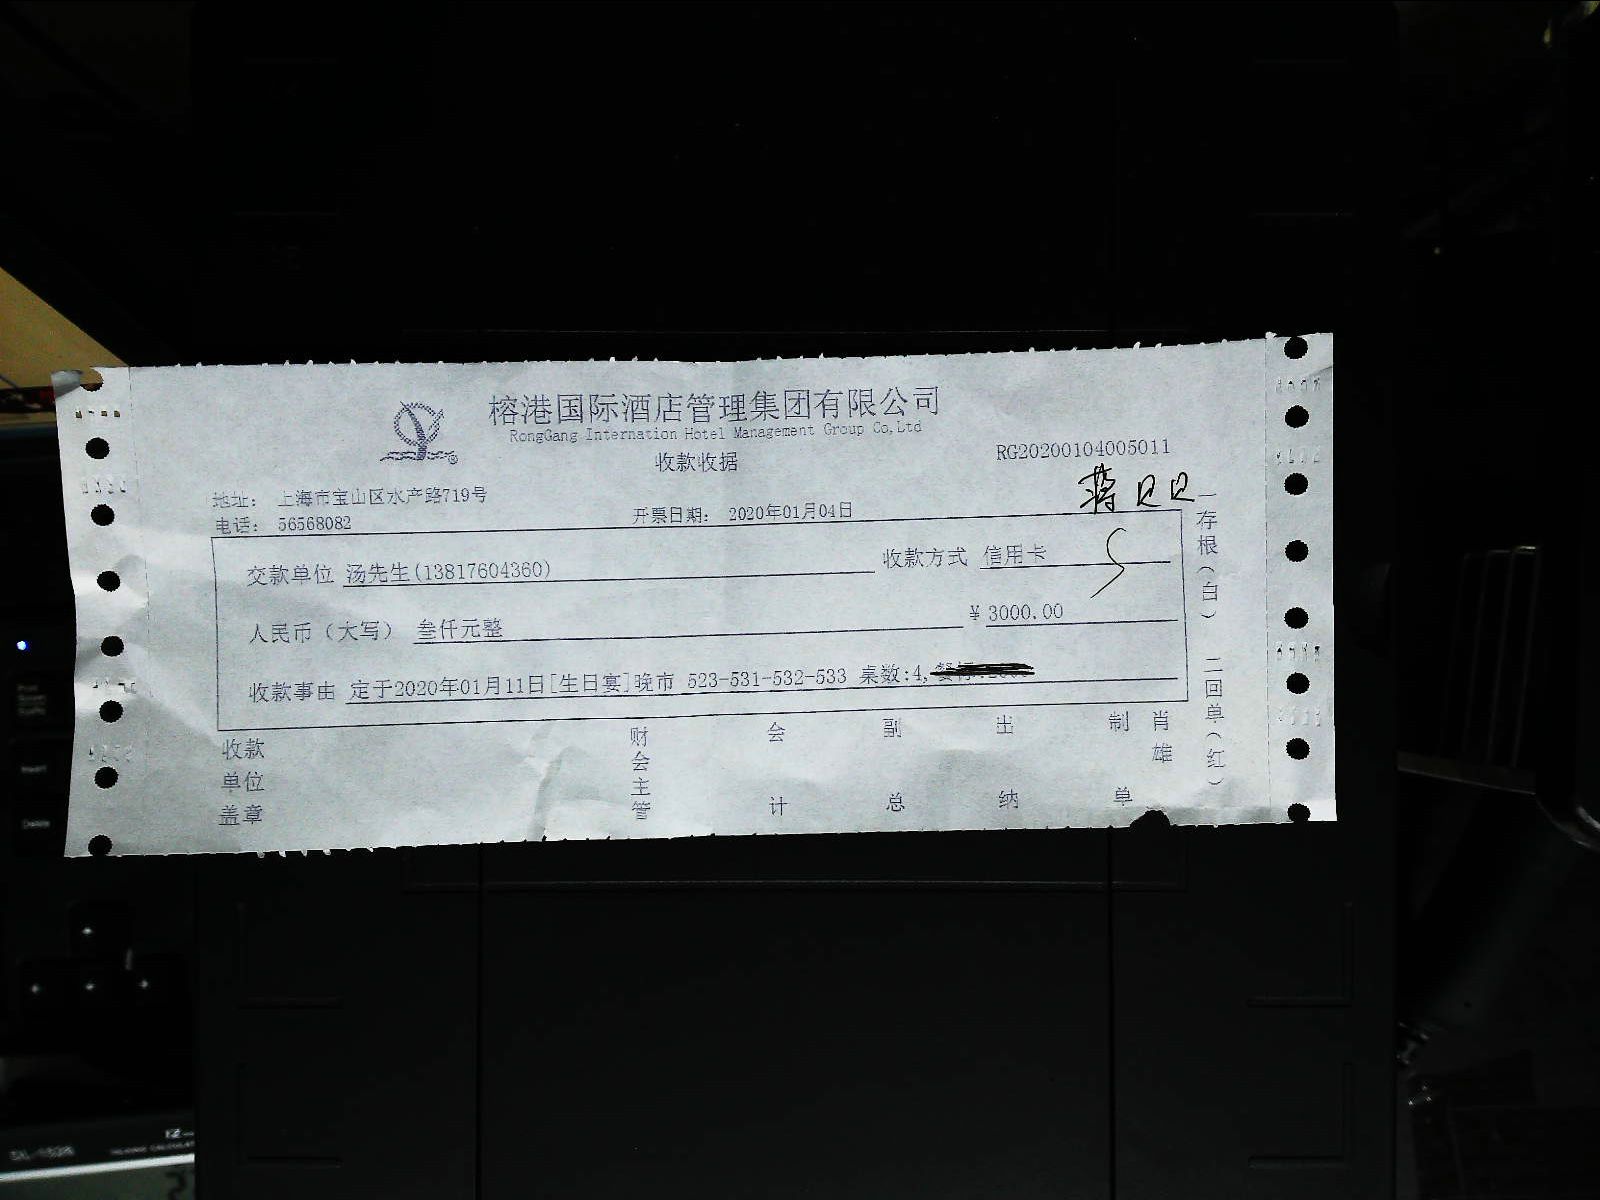 榕港国际酒店管理集团有限公司
RongGang Internation Hotel Management Group Co,Ltd
收款收据
RG20200104005011
蒋贝贝
地址： 上海市宝山区水产路719号
电话： 56568082
开票日期： 2020年01月04日
交款单位 汤先生(13817604360)
收款方式 信用卡
人民币（大写） 叁仟元整
¥ 3000.00
收款事由 定于2020年01月11日[生日宴]晚市 523-531-532-533 桌数:4,
收款单位盖章
财会主管
会计
副总
出纳
制单
肖雄
一存根（白） 二回单（红）
Delete